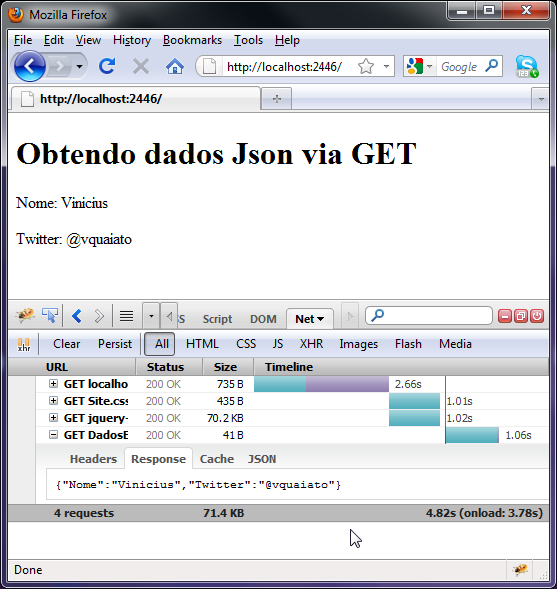 Mozilla Firefox
File Edit View History Bookmarks Tools Help
http://localhost:2446/ Google
http://localhost:2446/
Obtendo dados Json via GET
Nome: Vinicius
Twitter: @vquaiato
Script DOM Net
xhr Clear Persist All HTML CSS JS XHR Images Flash Media
URL Status Size Timeline
GET localho 200 OK 735 B 2.66s
GET Site.css 200 OK 435 B 1.01s
GET jquery- 200 OK 70.2 KB 1.02s
GET DadosE 200 OK 41 B 1.06s
Headers Response Cache JSON
{"Nome":"Vinicius","Twitter":"@vquaiato"}
4 requests 71.4 KB 4.82s (onload: 3.78s)
Done